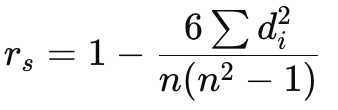 r_s = 1 - \frac{6 \sum d_i^2}{n(n^2 - 1)}